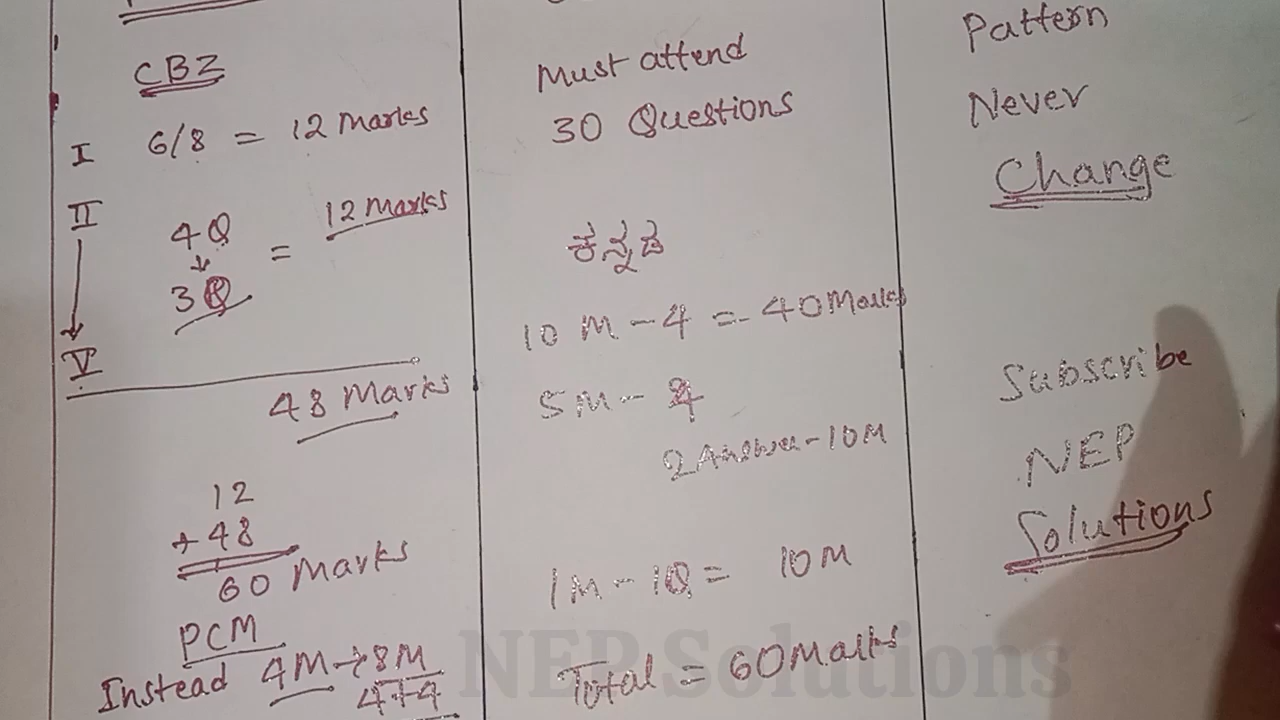 CBZ
I 6/8 = 12 Marks
II 4Q = 12 Marks
↓
3Q
V
48 Marks
12
+ 48
60 Marks
PCM
Instead 4M → 8M
4+4
Must attend
30 Questions
ಕನ್ನಡ
10 M - 4 = 40 Marks
5M - 4
2 Answer - 10M
1M - 1Q = 10M
Total = 60 Marks
Pattern
Never
Change
Subscribe
NEP
Solutions
NEP Solutions